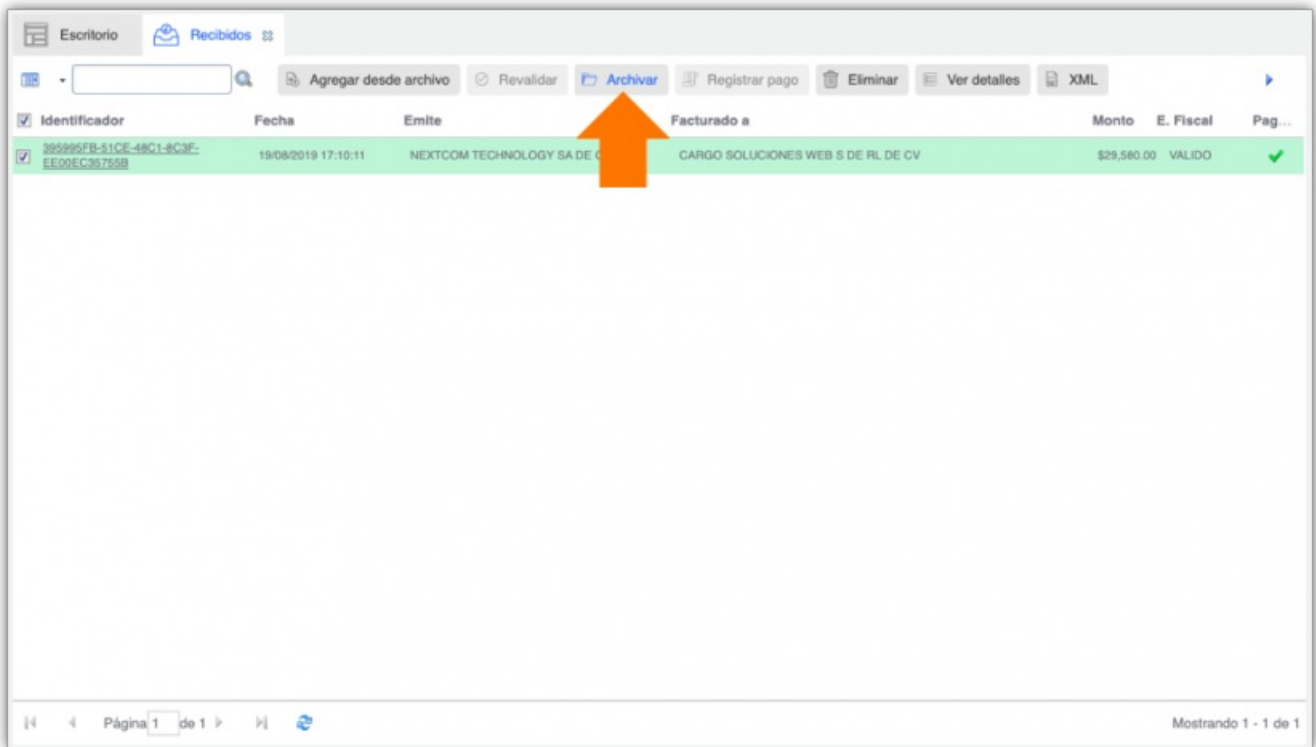 Escritorio
Recibidos
Agregar desde archivo Revalidar Archivar Registrar pago Eliminar Ver detalles XML
Identificador Fecha Emite Facturado a Monto E. Fiscal Pag...
395995FB-51CE-48C1-8C3F-
EE00EC35755B
19/08/2019 17:10:11 NEXTCOM TECHNOLOGY SA DE CARGO SOLUCIONES WEB S DE RL DE CV $29,580.00 VALIDO
Página 1 de 1
Mostrando 1 - 1 de 1